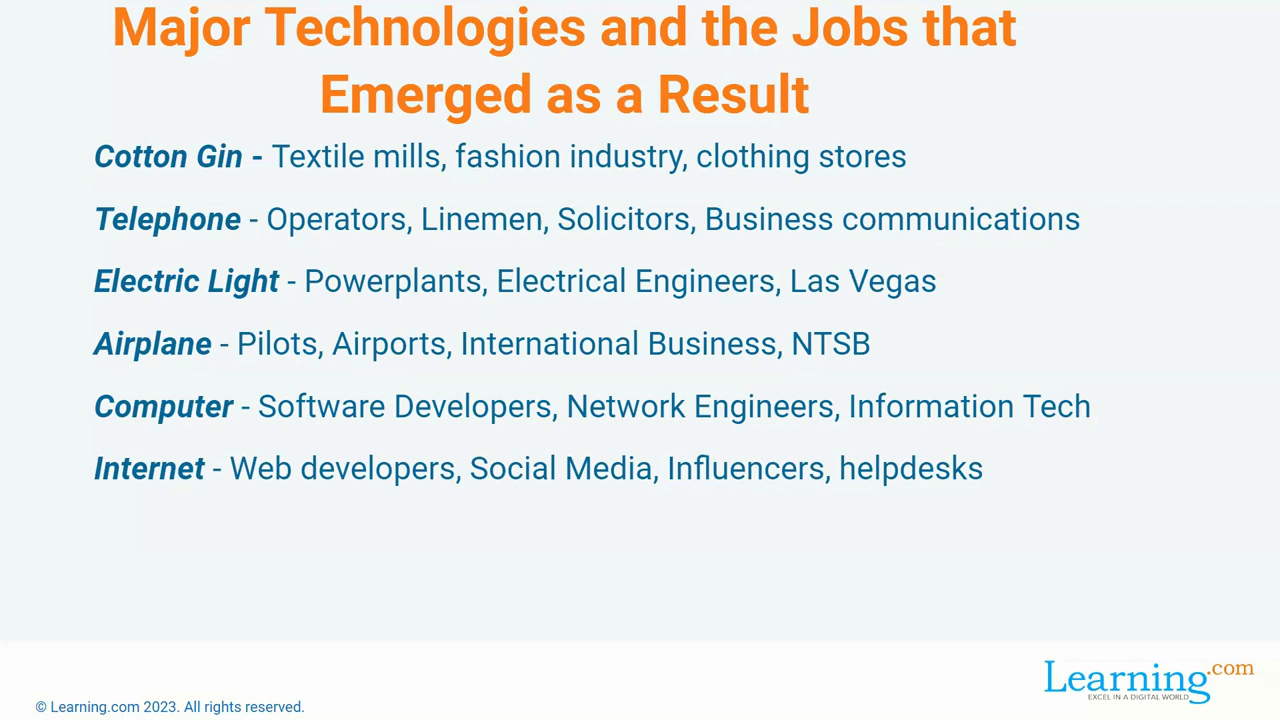 Major Technologies and the Jobs that
Emerged as a Result
Cotton Gin - Textile mills, fashion industry, clothing stores
Telephone - Operators, Linemen, Solicitors, Business communications
Electric Light - Powerplants, Electrical Engineers, Las Vegas
Airplane - Pilots, Airports, International Business, NTSB
Computer - Software Developers, Network Engineers, Information Tech
Internet - Web developers, Social Media, Influencers, helpdesks
Learning.com
EXCEL IN A DIGITAL WORLD
© Learning.com 2023. All rights reserved.